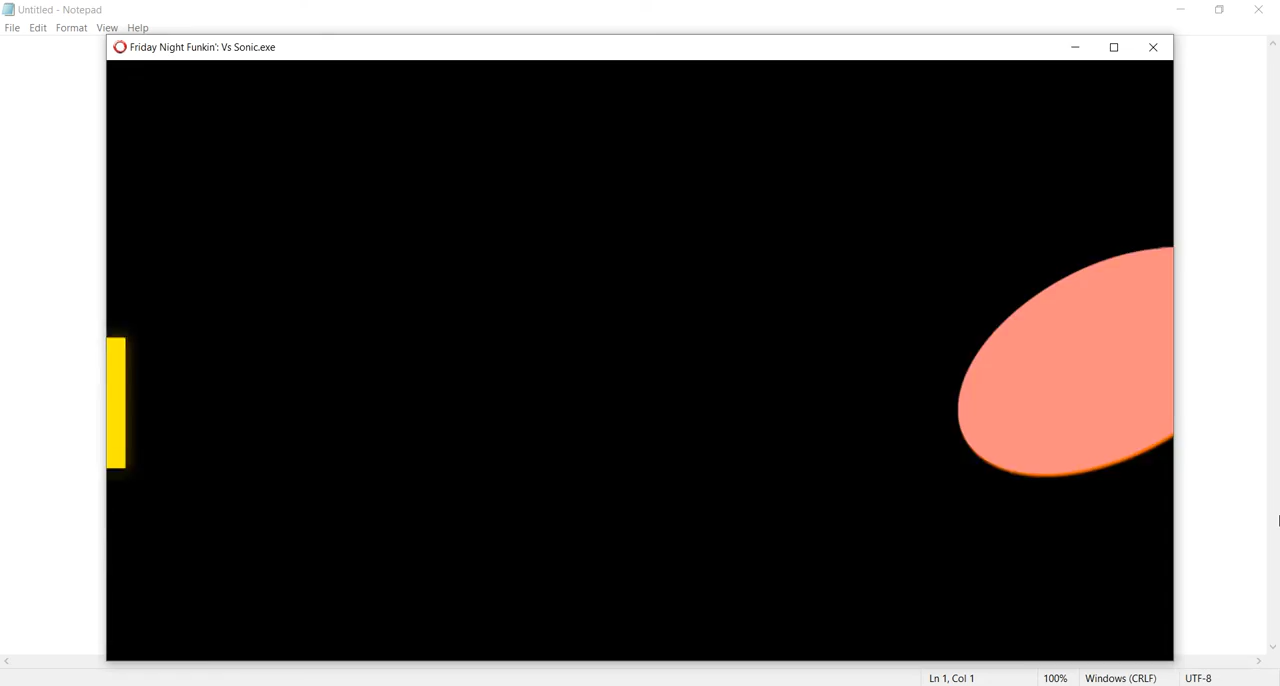 Untitled - Notepad
File Edit Format View Help
Friday Night Funkin': Vs Sonic.exe
Ln 1, Col 1 100% Windows (CRLF) UTF-8